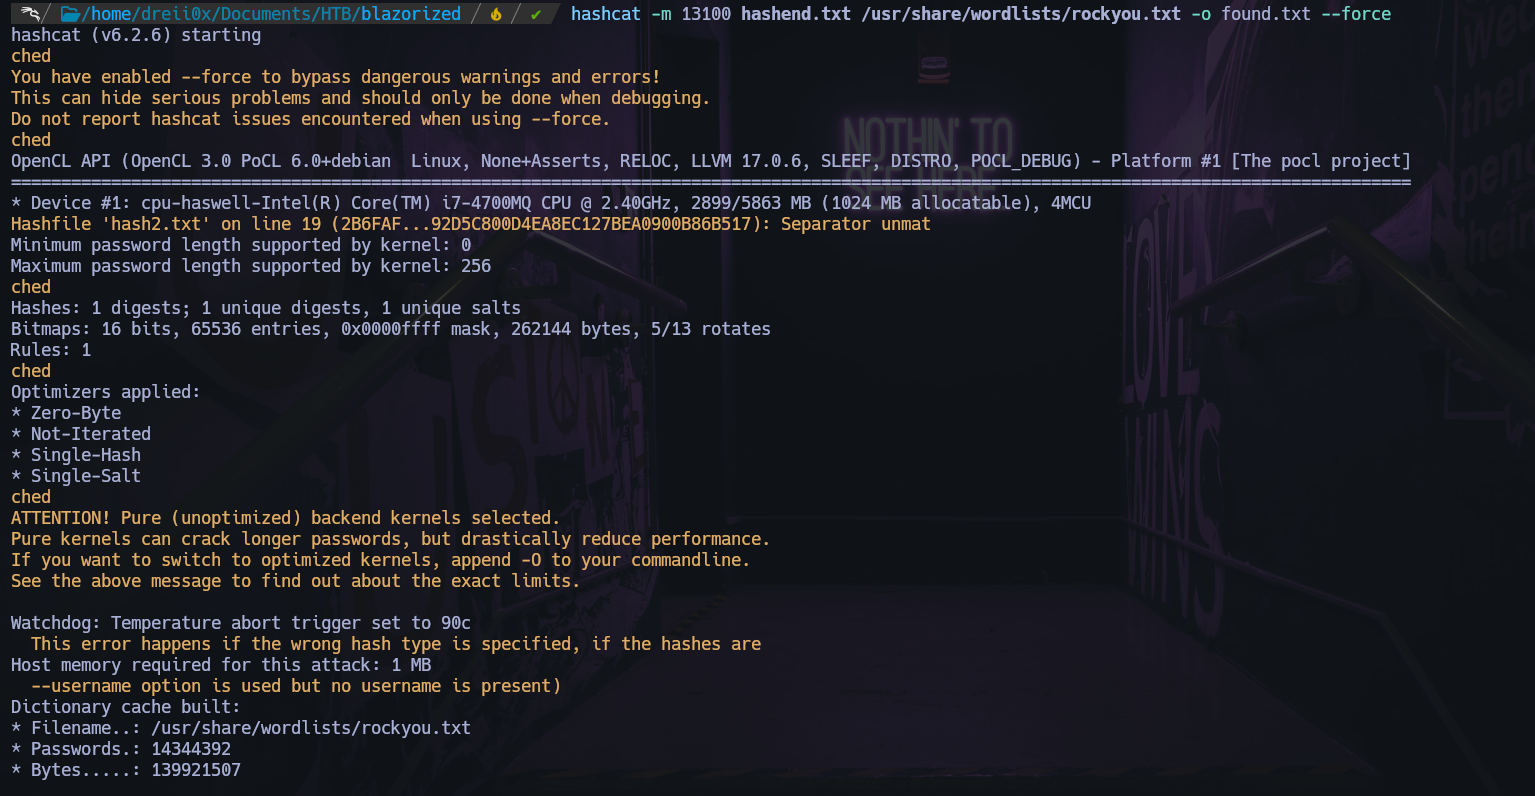 /home/dreii0x/Documents/HTB/blazorized / / ✔ hashcat -m 13100 hashend.txt /usr/share/wordlists/rockyou.txt -o found.txt --force
hashcat (v6.2.6) starting
ched
You have enabled --force to bypass dangerous warnings and errors!
This can hide serious problems and should only be done when debugging.
Do not report hashcat issues encountered when using --force.
ched
OpenCL API (OpenCL 3.0 PoCL 6.0+debian  Linux, None+Asserts, RELOC, LLVM 17.0.6, SLEEF, DISTRO, POCL_DEBUG) - Platform #1 [The pocl project]
============================================================================================================================================
* Device #1: cpu-haswell-Intel(R) Core(TM) i7-4700MQ CPU @ 2.40GHz, 2899/5863 MB (1024 MB allocatable), 4MCU
Hashfile 'hash2.txt' on line 19 (2B6FAF...92D5C800D4EA8EC127BEA0900B86B517): Separator unmat
Minimum password length supported by kernel: 0
Maximum password length supported by kernel: 256
ched
Hashes: 1 digests; 1 unique digests, 1 unique salts
Bitmaps: 16 bits, 65536 entries, 0x0000ffff mask, 262144 bytes, 5/13 rotates
Rules: 1
ched
Optimizers applied:
* Zero-Byte
* Not-Iterated
* Single-Hash
* Single-Salt
ched
ATTENTION! Pure (unoptimized) backend kernels selected.
Pure kernels can crack longer passwords, but drastically reduce performance.
If you want to switch to optimized kernels, append -O to your commandline.
See the above message to find out about the exact limits.
Watchdog: Temperature abort trigger set to 90c
  This error happens if the wrong hash type is specified, if the hashes are
Host memory required for this attack: 1 MB
  --username option is used but no username is present)
Dictionary cache built:
* Filename..: /usr/share/wordlists/rockyou.txt
* Passwords.: 14344392
* Bytes.....: 139921507
NOTHIN' TO
SEE HERE